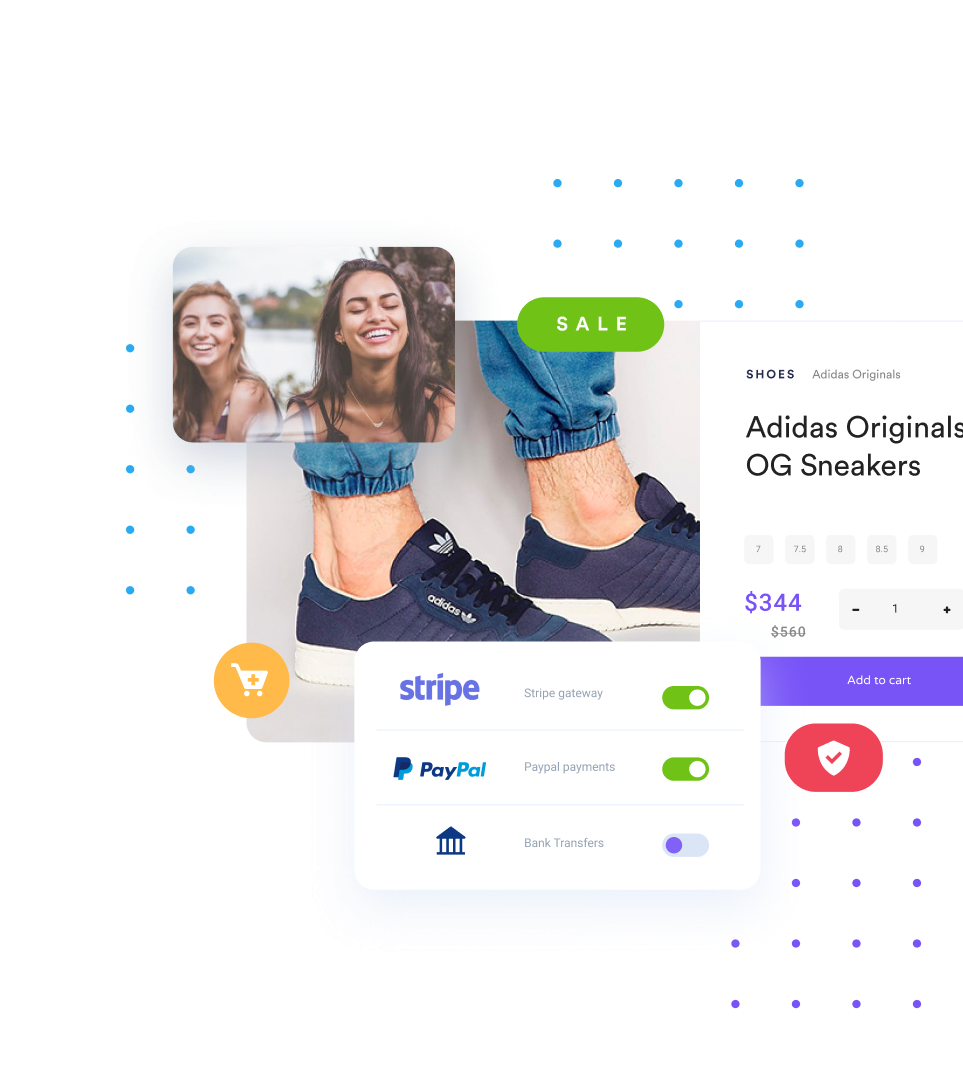 SALE
SHOES Adidas Originals
Adidas Originals
OG Sneakers
7 7.5 8 8.5 9
$344
- 1 +
$560
adidas
Add to cart
stripe Stripe gateway
PayPal Paypal payments
Bank Transfers